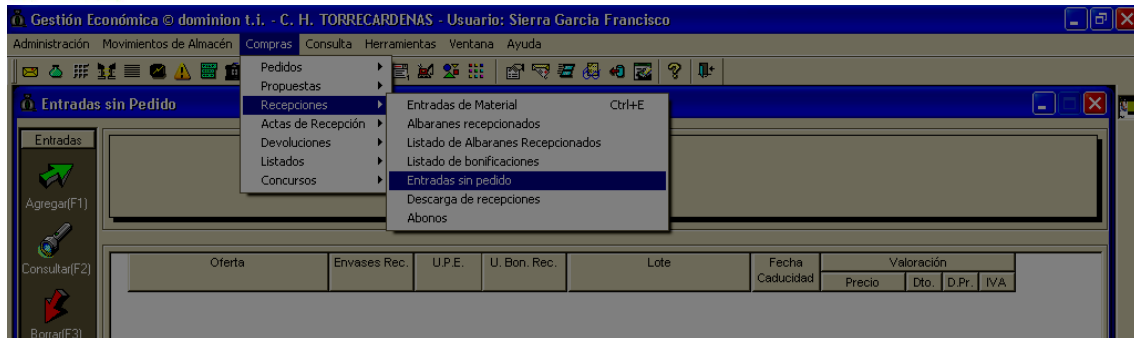 Gestión Económica © dominion t.i. - C. H. TORRECARDENAS - Usuario: Sierra Garcia Francisco
Administración Movimientos de Almacén Compras Consulta Herramientas Ventana Ayuda
Pedidos
Propuestas
Entradas sin Pedido
Recepciones
Entradas de Material Ctrl+E
Actas de Recepción
Albaranes recepcionados
Entradas
Devoluciones
Listado de Albaranes Recepcionados
Listados
Listado de bonificaciones
Concursos
Entradas sin pedido
Agregar(F1)
Descarga de recepciones
Abonos
Consultar(F2)
Oferta Envases Rec. U.P.E. U. Bon. Rec. Lote Fecha Caducidad Valoración
Precio Dto. D.Pr. IVA
Borrar(F3)